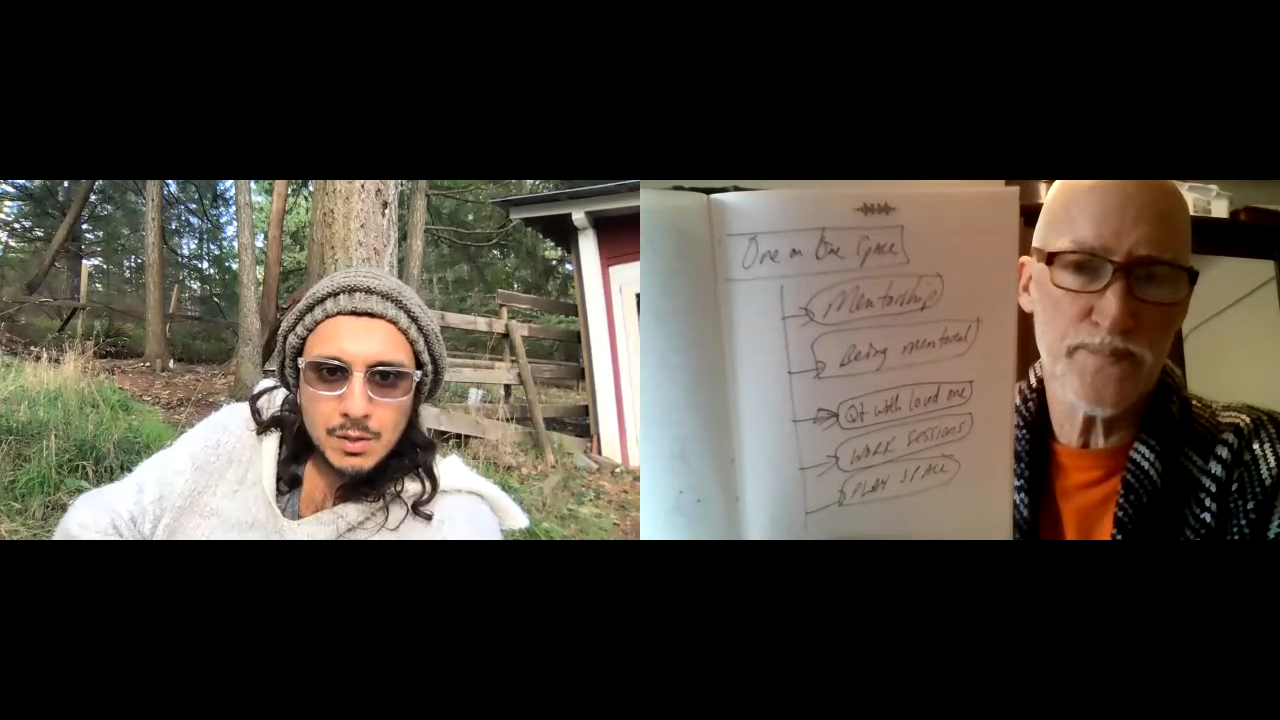 One on One Space
Mentorship
Being mentored
QT with loved one
WORK SESSIONS
PLAY SPACE